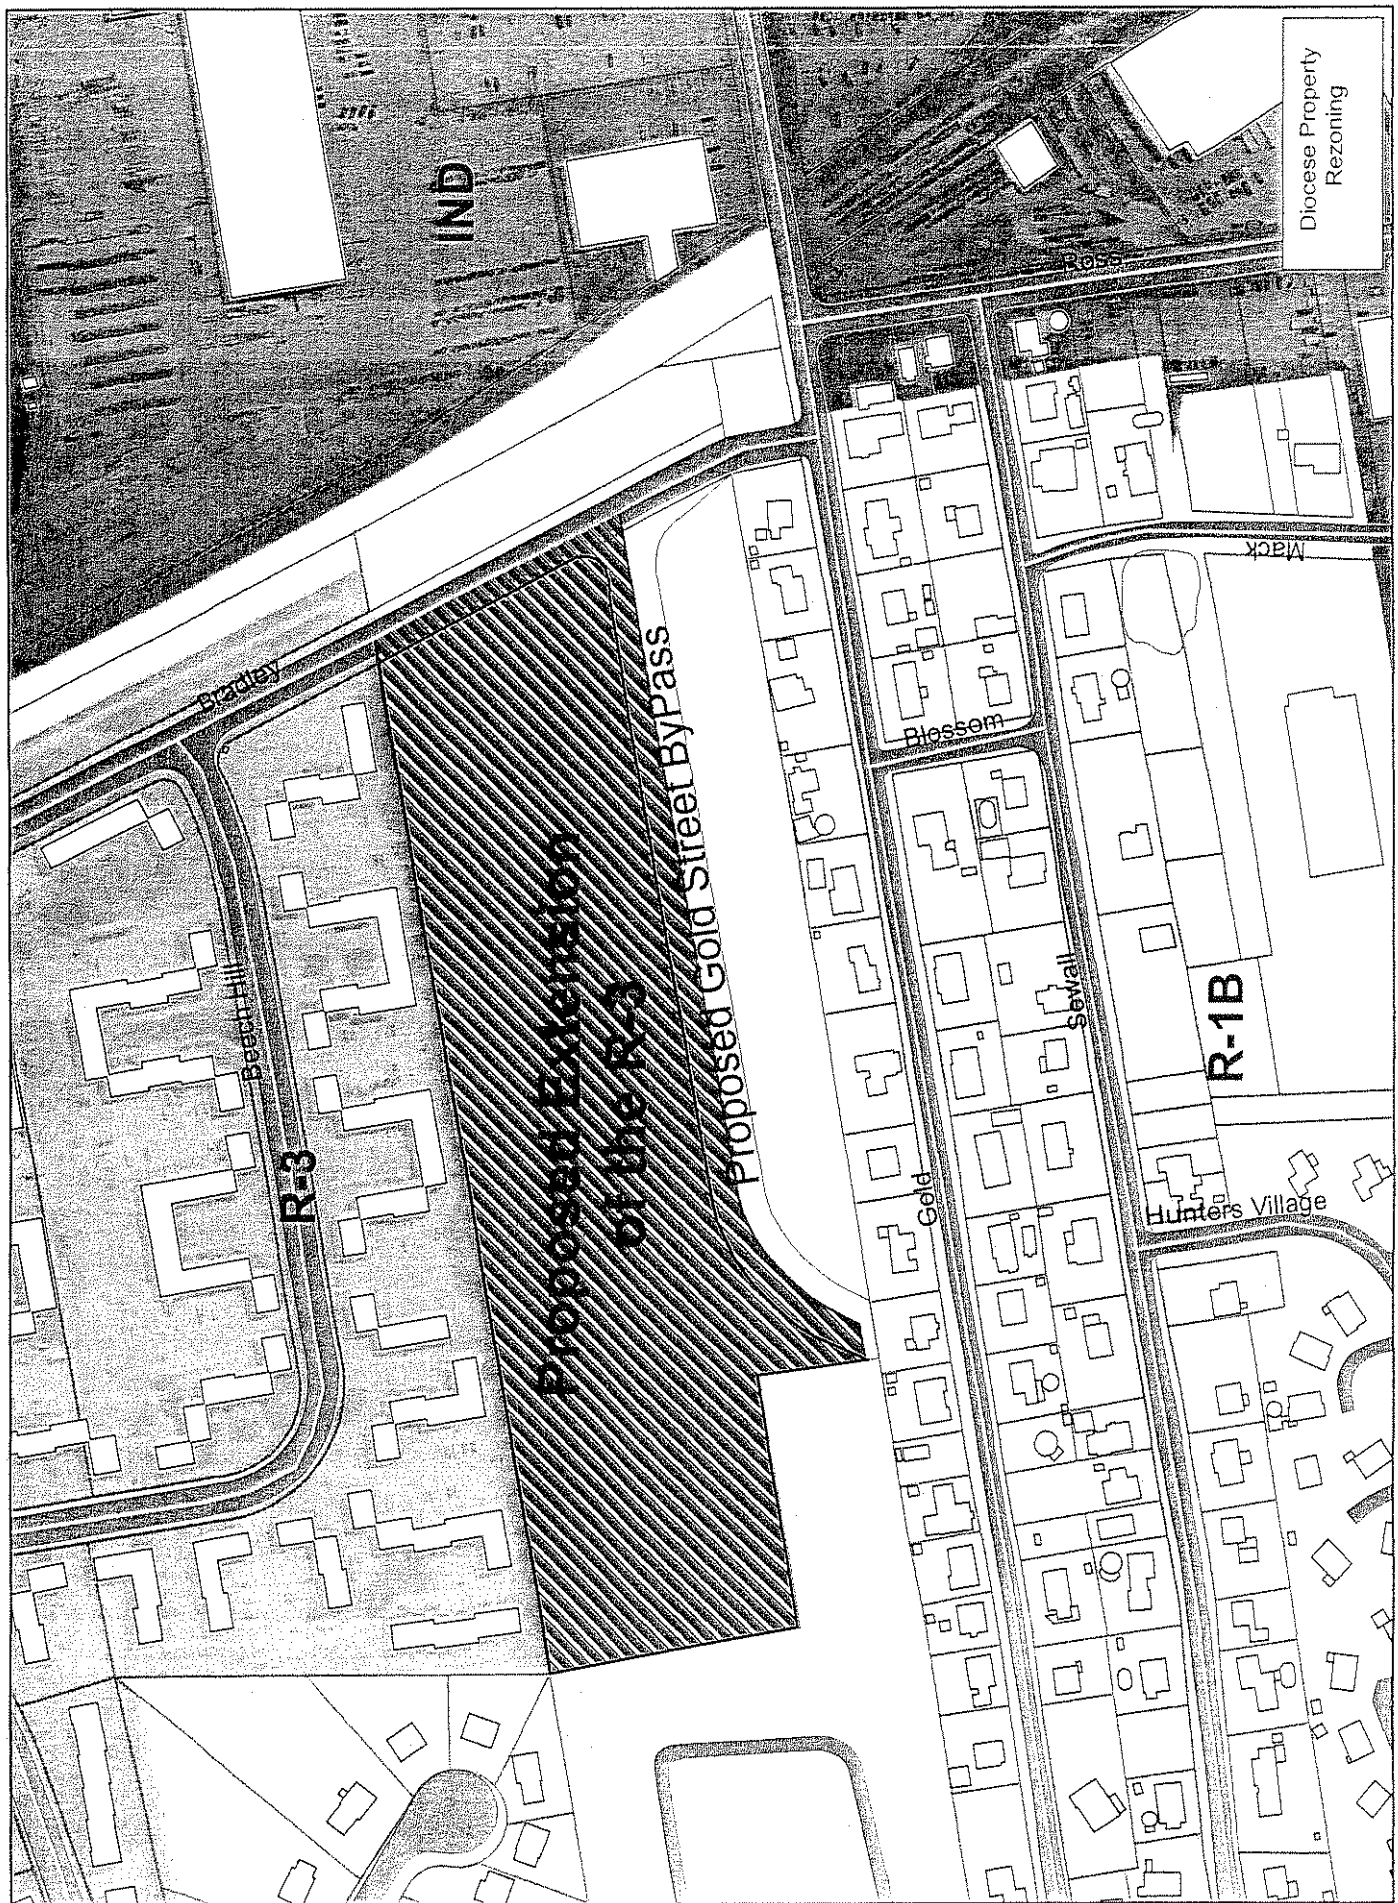 Diocese Property
Rezoning
IND
Ross
Bradley
Mack
Blossom
Proposed Gold Street ByPass
Proposed Extension
of the R-3
Beech Hill
R-3
Sewall
R-1B
Gold
Hunters Village